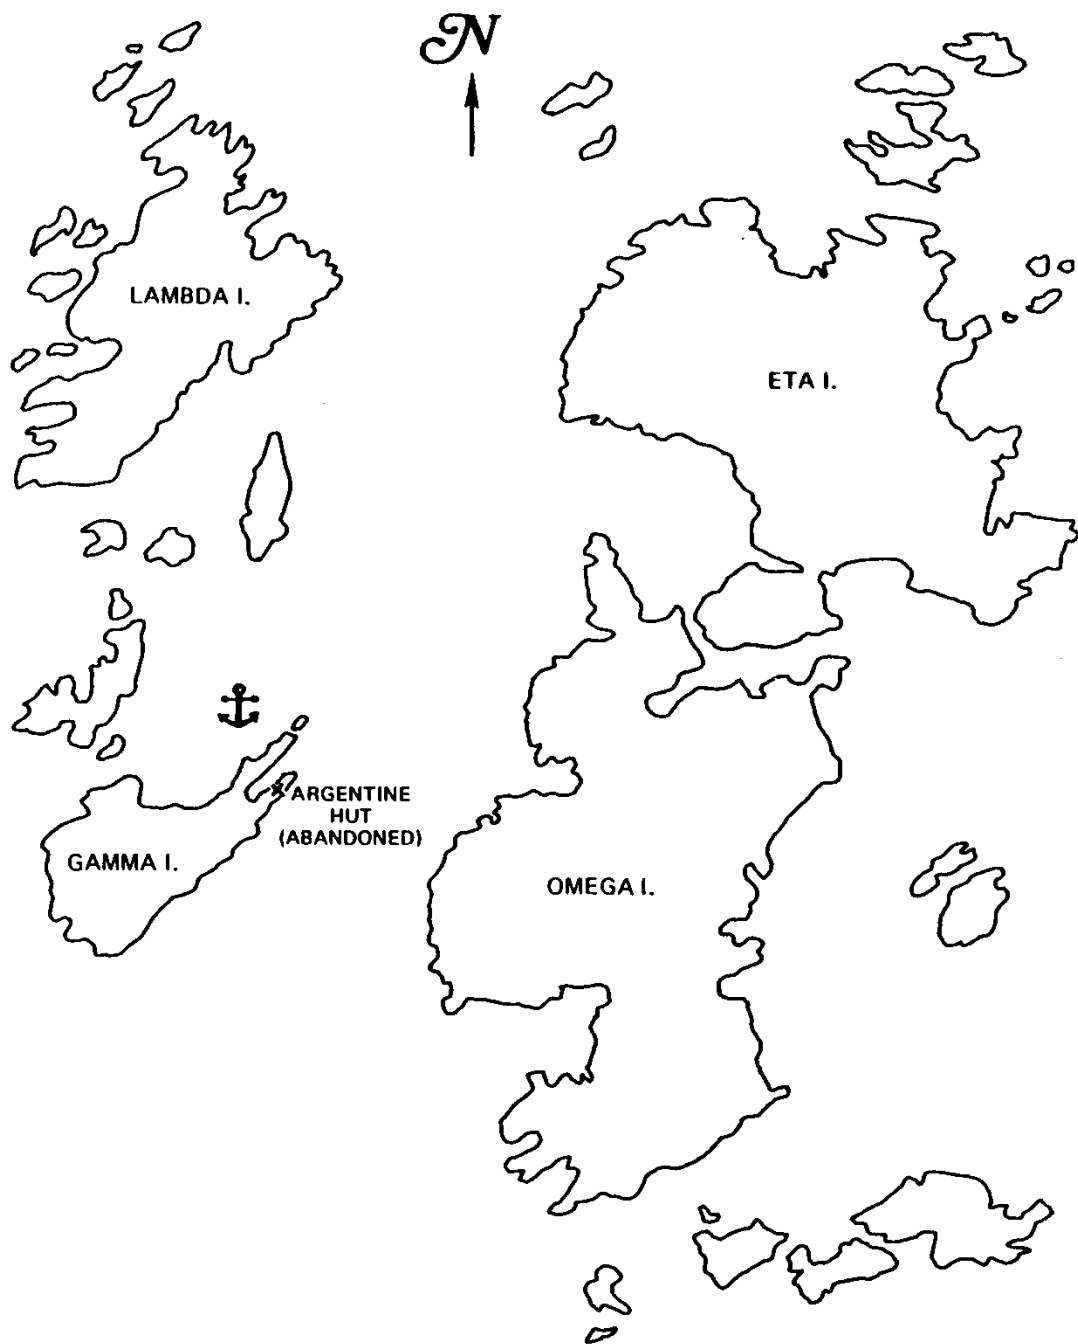 N
LAMBDA I.
ETA I.
ARGENTINE
HUT
(ABANDONED)
GAMMA I.
OMEGA I.